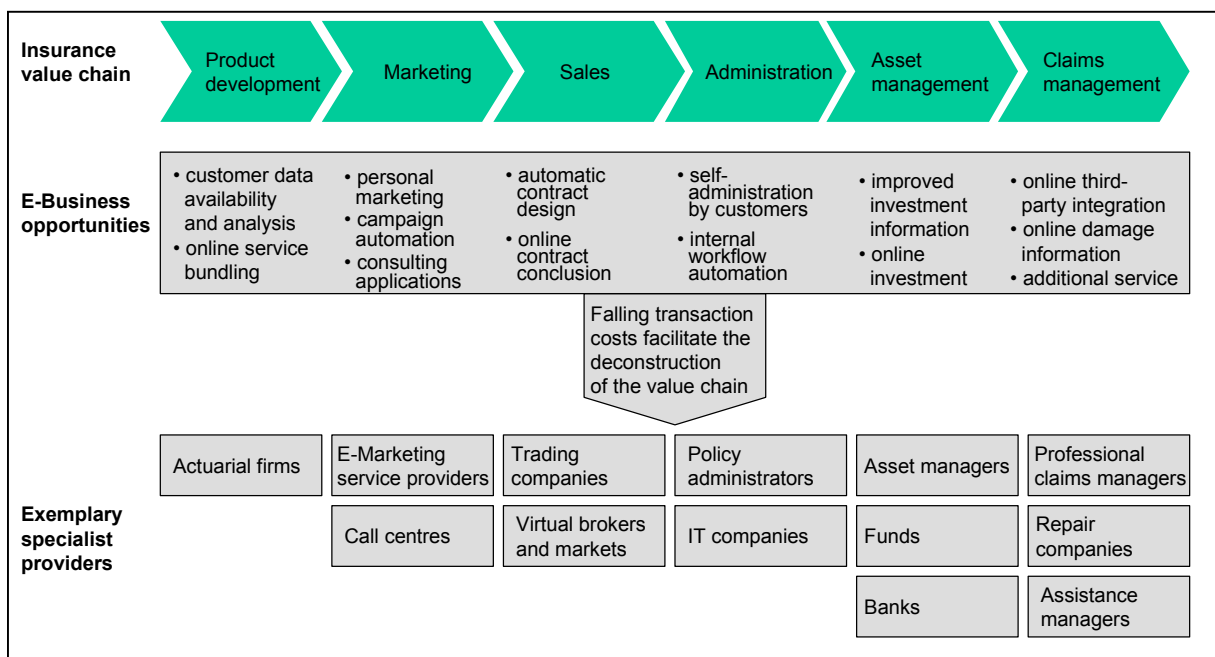 Insurance
value chain
Product
development
Marketing
Sales
Administration
Asset
management
Claims
management
E-Business
opportunities
• customer data
availability
and analysis
• online service
bundling
• personal
marketing
• campaign
automation
• consulting
applications
• automatic
contract
design
• online
contract
conclusion
• self-
administration
by customers
• internal
workflow
automation
• improved
investment
information
• online
investment
• online third-
party integration
• online damage
information
• additional service
Falling transaction
costs facilitate the
deconstruction
of the value chain
Exemplary
specialist
providers
Actuarial firms
E-Marketing
service providers
Trading
companies
Policy
administrators
Asset managers
Professional
claims managers
Call centres
Virtual brokers
and markets
IT companies
Funds
Repair
companies
Banks
Assistance
managers